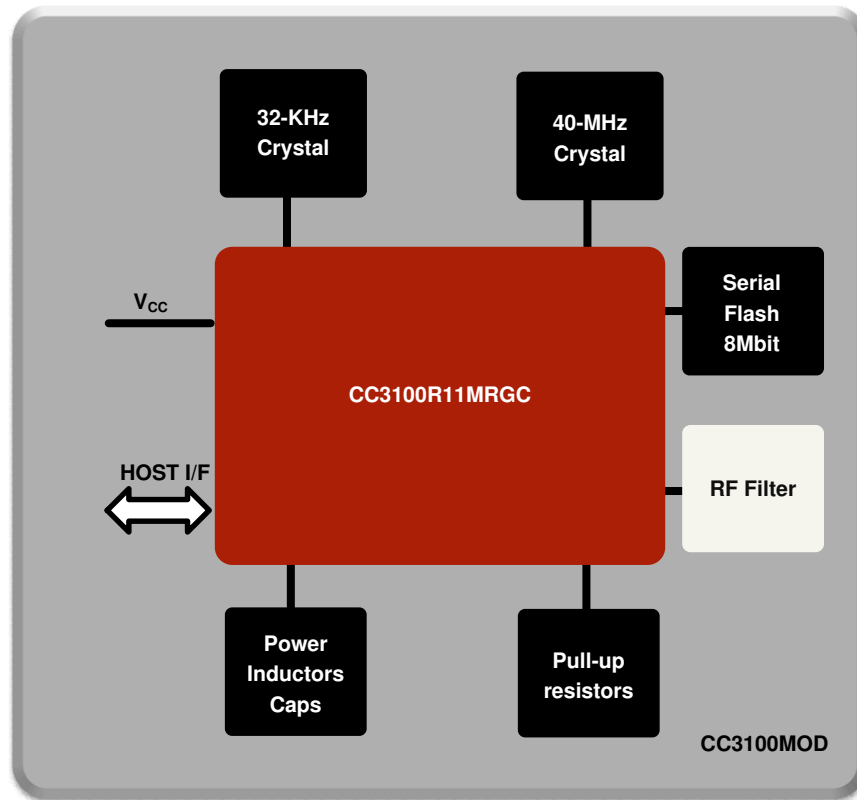 32-KHz
Crystal
40-MHz
Crystal
Serial
Flash
8Mbit
VCC
CC3100R11MRGC
HOST I/F
RF Filter
Power
Inductors
Caps
Pull-up
resistors
CC3100MOD